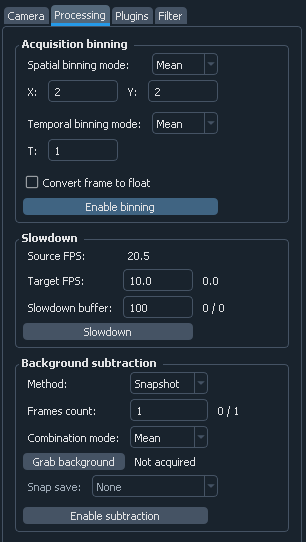 Camera Processing Plugins Filter
Acquisition binning
Spatial binning mode: Mean
X: 2 Y: 2
Temporal binning mode: Mean
T: 1
Convert frame to float
Enable binning
Slowdown
Source FPS: 20.5
Target FPS: 10.0 0.0
Slowdown buffer: 100 0 / 0
Slowdown
Background subtraction
Method: Snapshot
Frames count: 1 0 / 1
Combination mode: Mean
Grab background Not acquired
Snap save: None
Enable subtraction